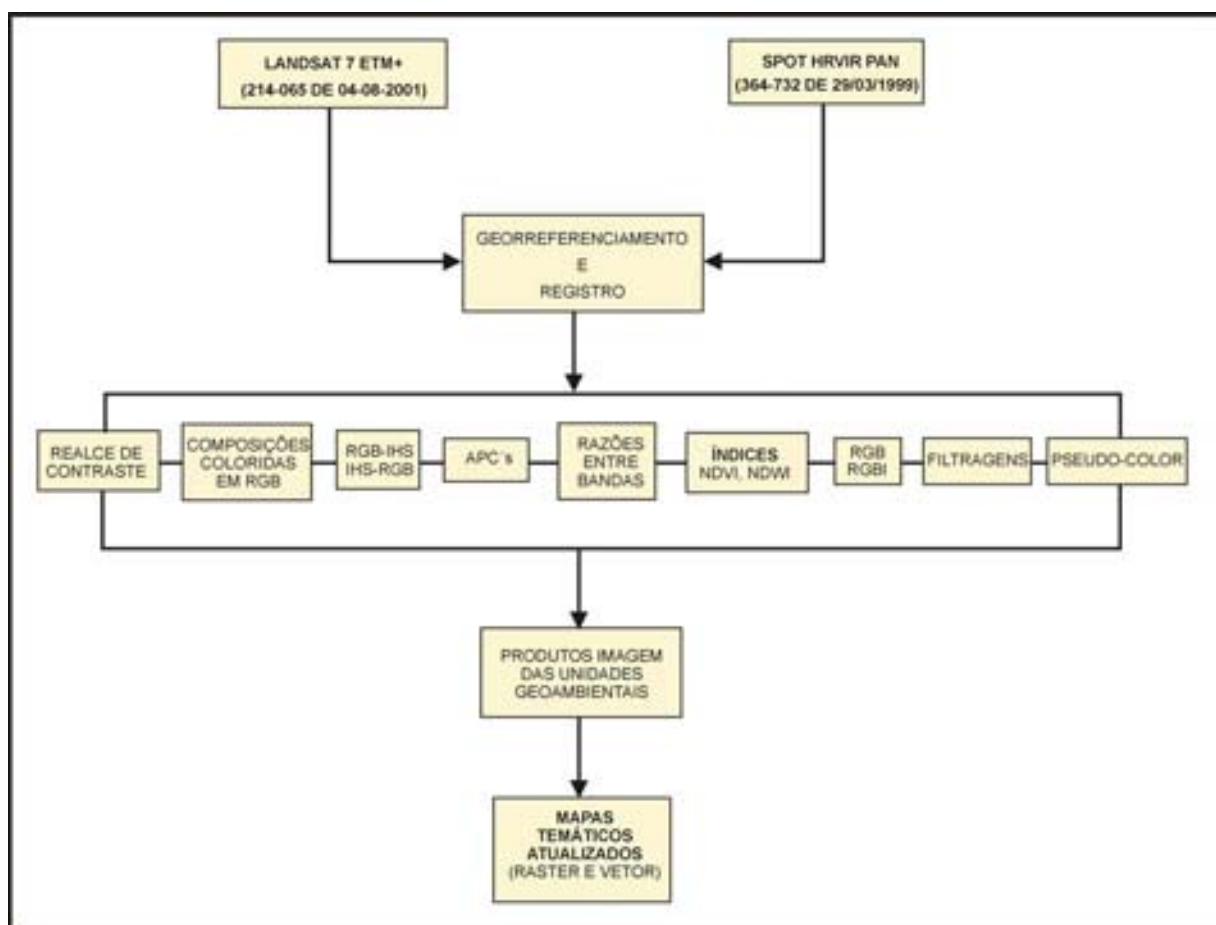 LANDSAT 7 ETM+
(214-065 DE 04-08-2001)
SPOT HRVIR PAN
(364-732 DE 29/03/1999)
GEORREFERENCIAMENTO
E
REGISTRO
REALCE DE
CONTRASTE
COMPOSIÇÕES
COLORIDAS
EM RGB
RGB-IHS
IHS-RGB
APC´s
RAZÕES
ENTRE
BANDAS
ÍNDICES
NDVI, NDWI
RGB
RGBI
FILTRAGENS
PSEUDO-COLOR
PRODUTOS IMAGEM
DAS UNIDADES
GEOAMBIENTAIS
MAPAS
TEMÁTICOS
ATUALIZADOS
(RASTER E VETOR)